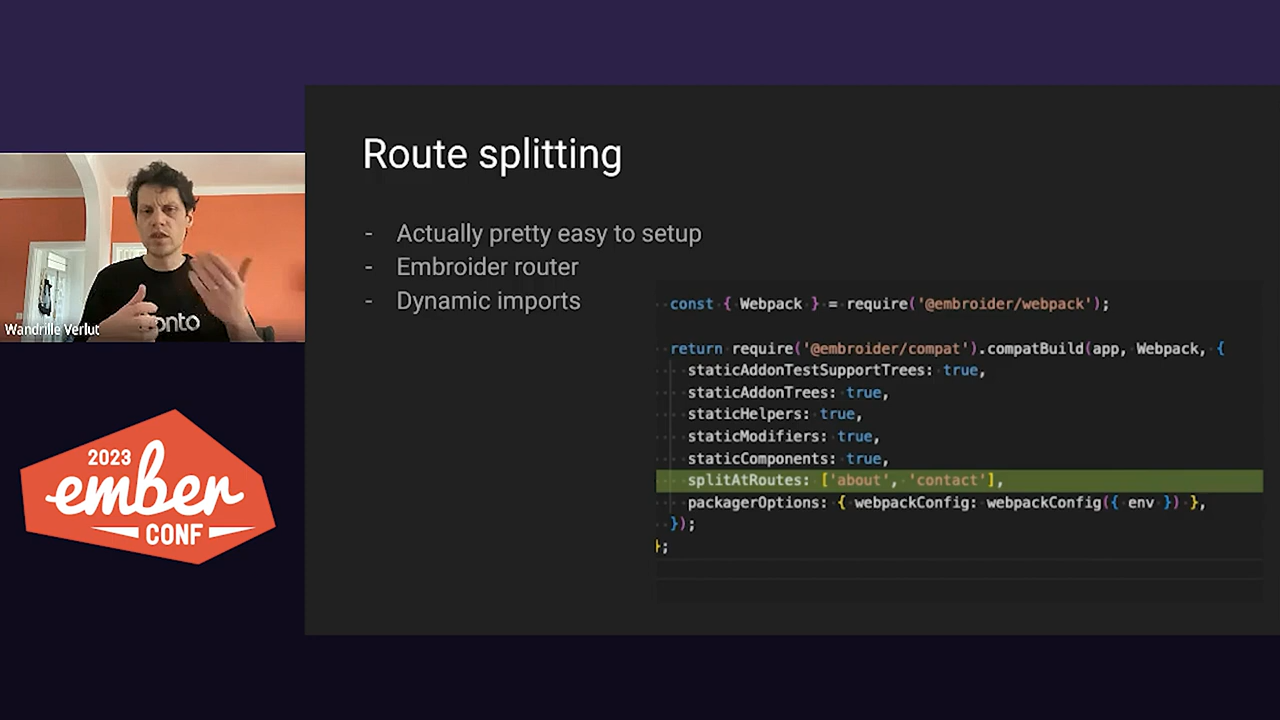 Route splitting
- Actually pretty easy to setup
- Embroider router
- Dynamic imports
const { Webpack } = require('@embroider/webpack');
return require('@embroider/compat').compatBuild(app, Webpack, {
staticAddonTestSupportTrees: true,
staticAddonTrees: true,
staticHelpers: true,
staticModifiers: true,
staticComponents: true,
splitAtRoutes: ['about', 'contact'],
packagerOptions: { webpackConfig: webpackConfig({ env }) },
});
};
onto
Wandrille Verlut
2023
ember
CONF